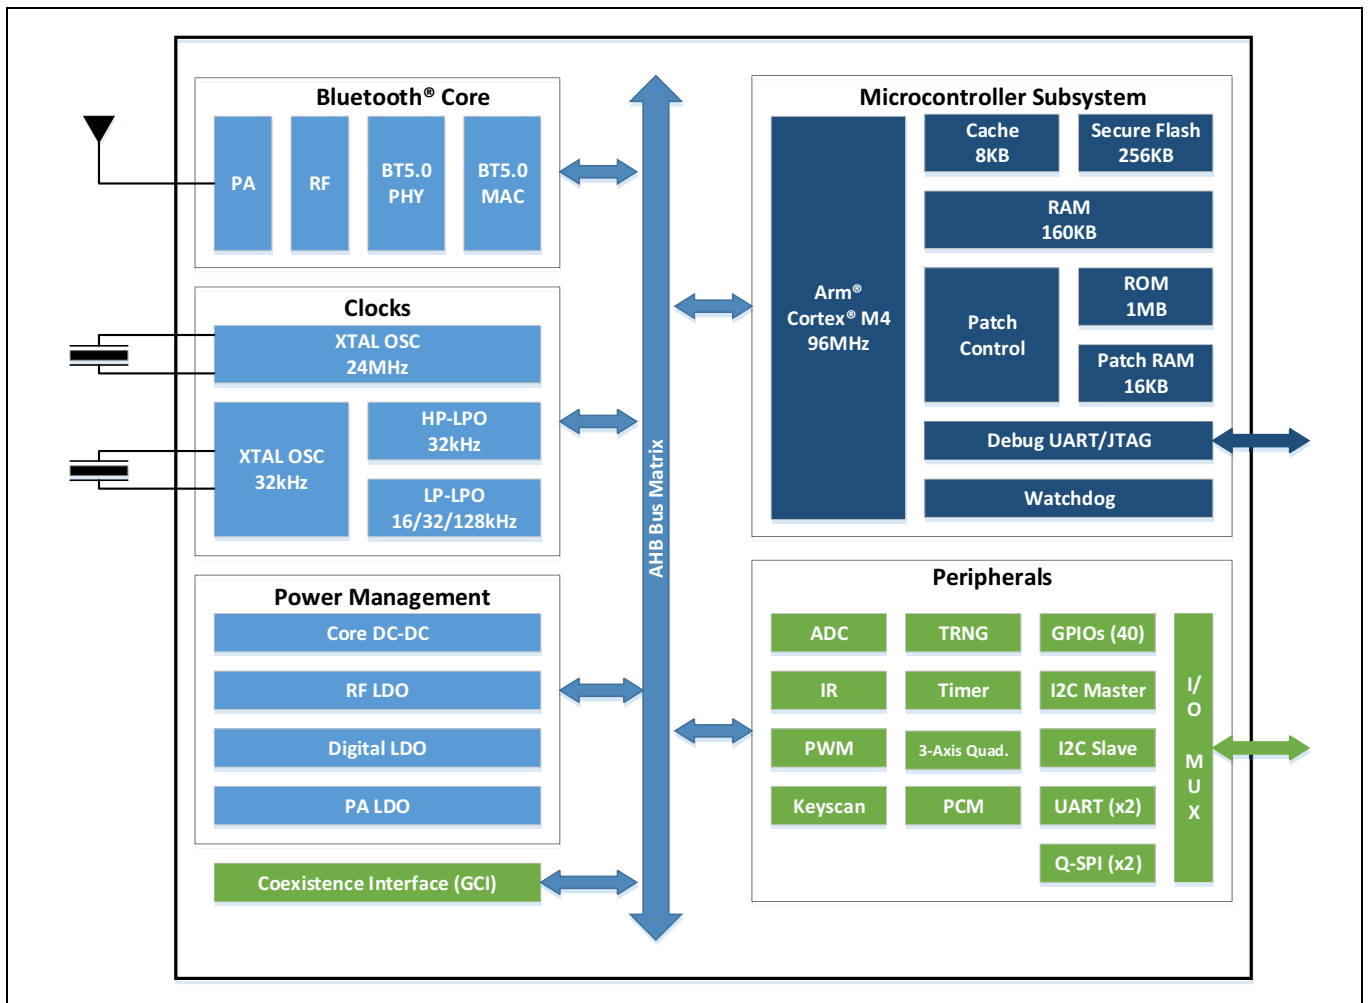 Bluetooth® Core
PA
RF
BT5.0
PHY
BT5.0
MAC
Clocks
XTAL OSC
24MHz
XTAL OSC
32kHz
HP-LPO
32kHz
LP-LPO
16/32/128kHz
Power Management
Core DC-DC
RF LDO
Digital LDO
PA LDO
Coexistence Interface (GCI)
AHB Bus Matrix
Microcontroller Subsystem
Arm®
Cortex® M4
96MHz
Cache
8KB
Secure Flash
256KB
RAM
160KB
Patch
Control
ROM
1MB
Patch RAM
16KB
Debug UART/JTAG
Watchdog
Peripherals
ADC
TRNG
GPIOs (40)
IR
Timer
I2C Master
PWM
3-Axis Quad.
I2C Slave
Keyscan
PCM
UART (x2)
Q-SPI (x2)
I/O MUX